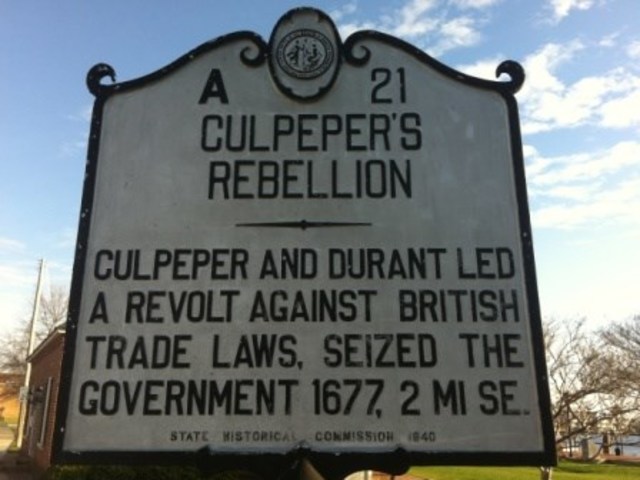 A 21
CULPEPER'S
REBELLION
CULPEPER AND DURANT LED
A REVOLT AGAINST BRITISH
TRADE LAWS, SEIZED THE
GOVERNMENT 1677, 2 MI SE.
STATE HISTORICAL COMMISSION 1940